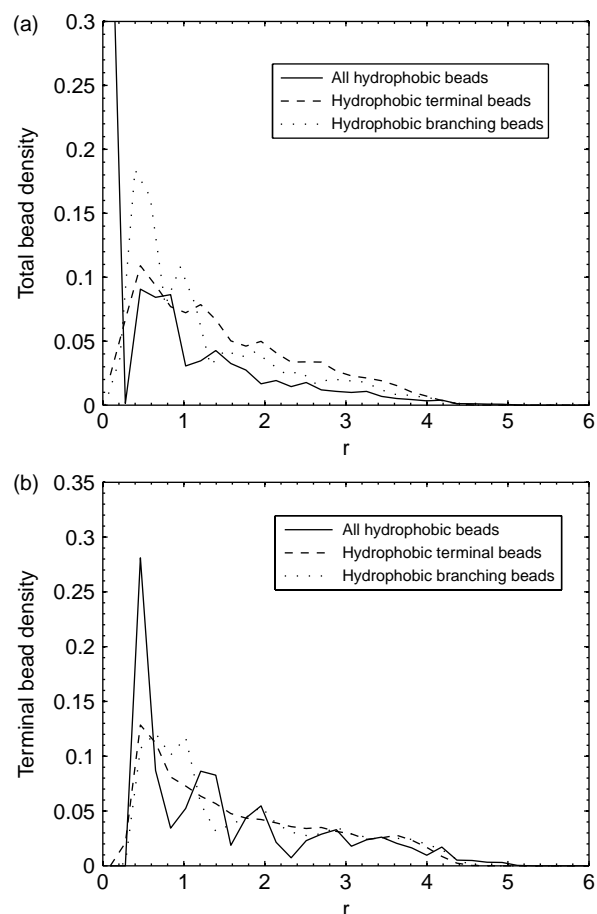 (a)
0.3
0.25
0.2
0.15
0.1
0.05
0
Total bead density
All hydrophobic beads
Hydrophobic terminal beads
Hydrophobic branching beads
0 1 2 3 4 5 6
r
(b)
0.35
0.3
0.25
0.2
0.15
0.1
0.05
0
Terminal bead density
All hydrophobic beads
Hydrophobic terminal beads
Hydrophobic branching beads
0 1 2 3 4 5 6
r